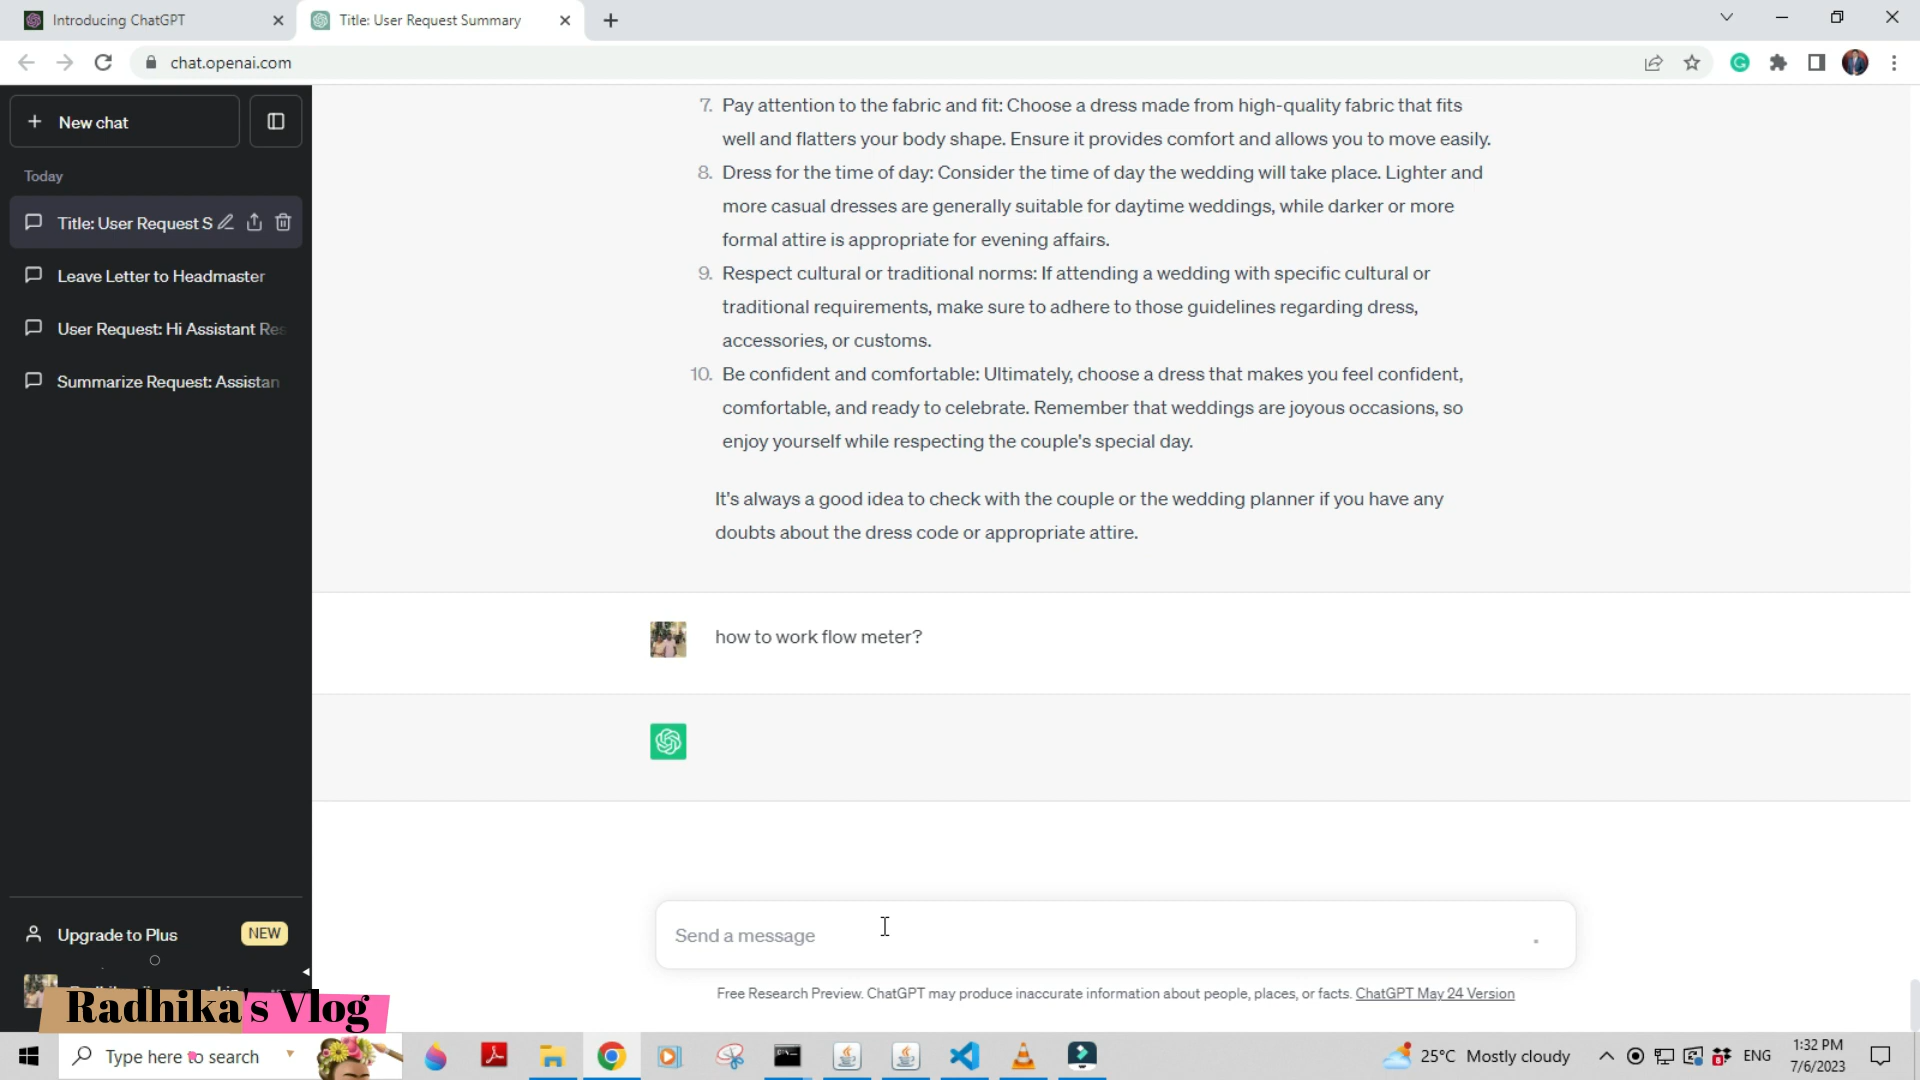 Introducing ChatGPT
Title: User Request Summary
chat.openai.com
New chat
Today
Title: User Request S
Leave Letter to Headmaster
User Request: Hi Assistant Res
Summarize Request: Assistan
7. Pay attention to the fabric and fit: Choose a dress made from high-quality fabric that fits
well and flatters your body shape. Ensure it provides comfort and allows you to move easily.
8. Dress for the time of day: Consider the time of day the wedding will take place. Lighter and
more casual dresses are generally suitable for daytime weddings, while darker or more
formal attire is appropriate for evening affairs.
9. Respect cultural or traditional norms: If attending a wedding with specific cultural or
traditional requirements, make sure to adhere to those guidelines regarding dress,
accessories, or customs.
10. Be confident and comfortable: Ultimately, choose a dress that makes you feel confident,
comfortable, and ready to celebrate. Remember that weddings are joyous occasions, so
enjoy yourself while respecting the couple's special day.
It's always a good idea to check with the couple or the wedding planner if you have any
doubts about the dress code or appropriate attire.
how to work flow meter?
Send a message
Free Research Preview. ChatGPT may produce inaccurate information about people, places, or facts. ChatGPT May 24 Version
Upgrade to Plus
NEW
Radhika's Vlog
Type here to search
25°C Mostly cloudy
ENG
1:32 PM
7/6/2023